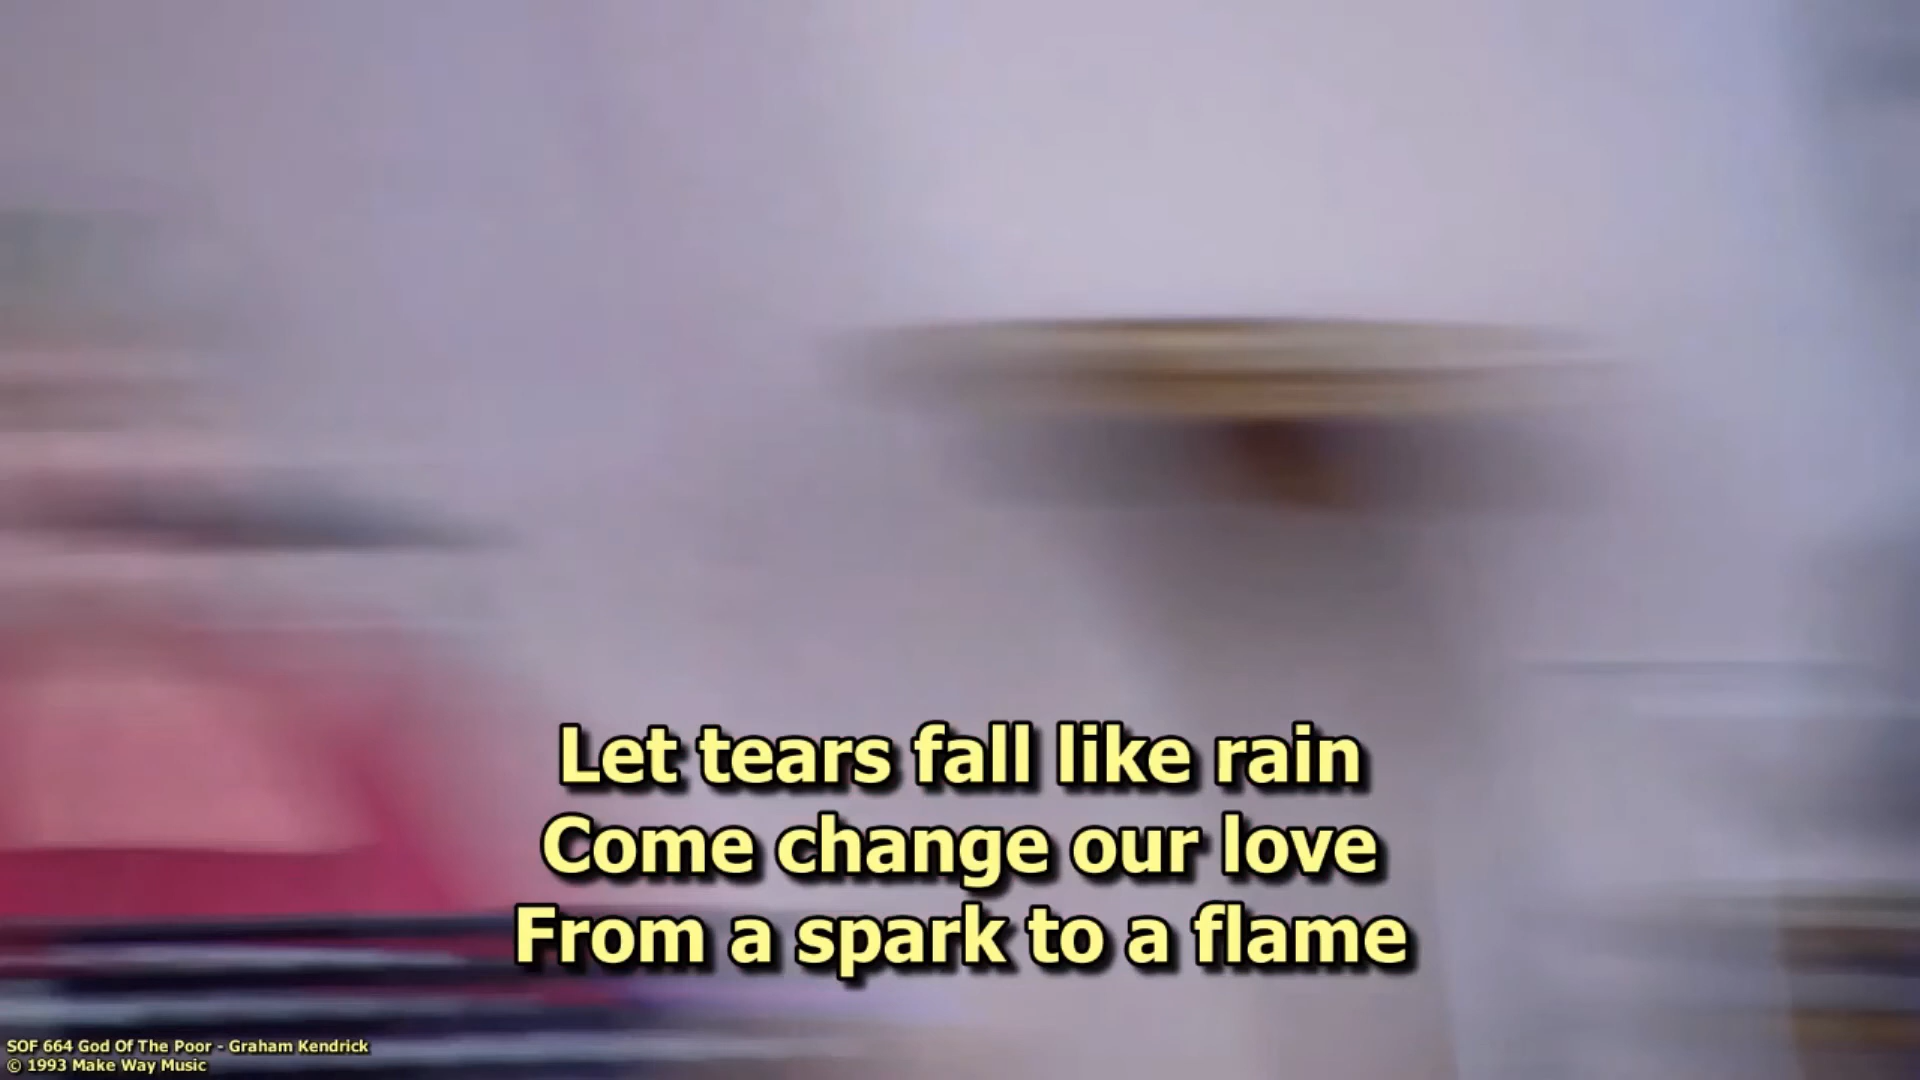 Let tears fall like rain
Come change our love
From a spark to a flame
SOF 664 God Of The Poor - Graham Kendrick
© 1993 Make Way Music